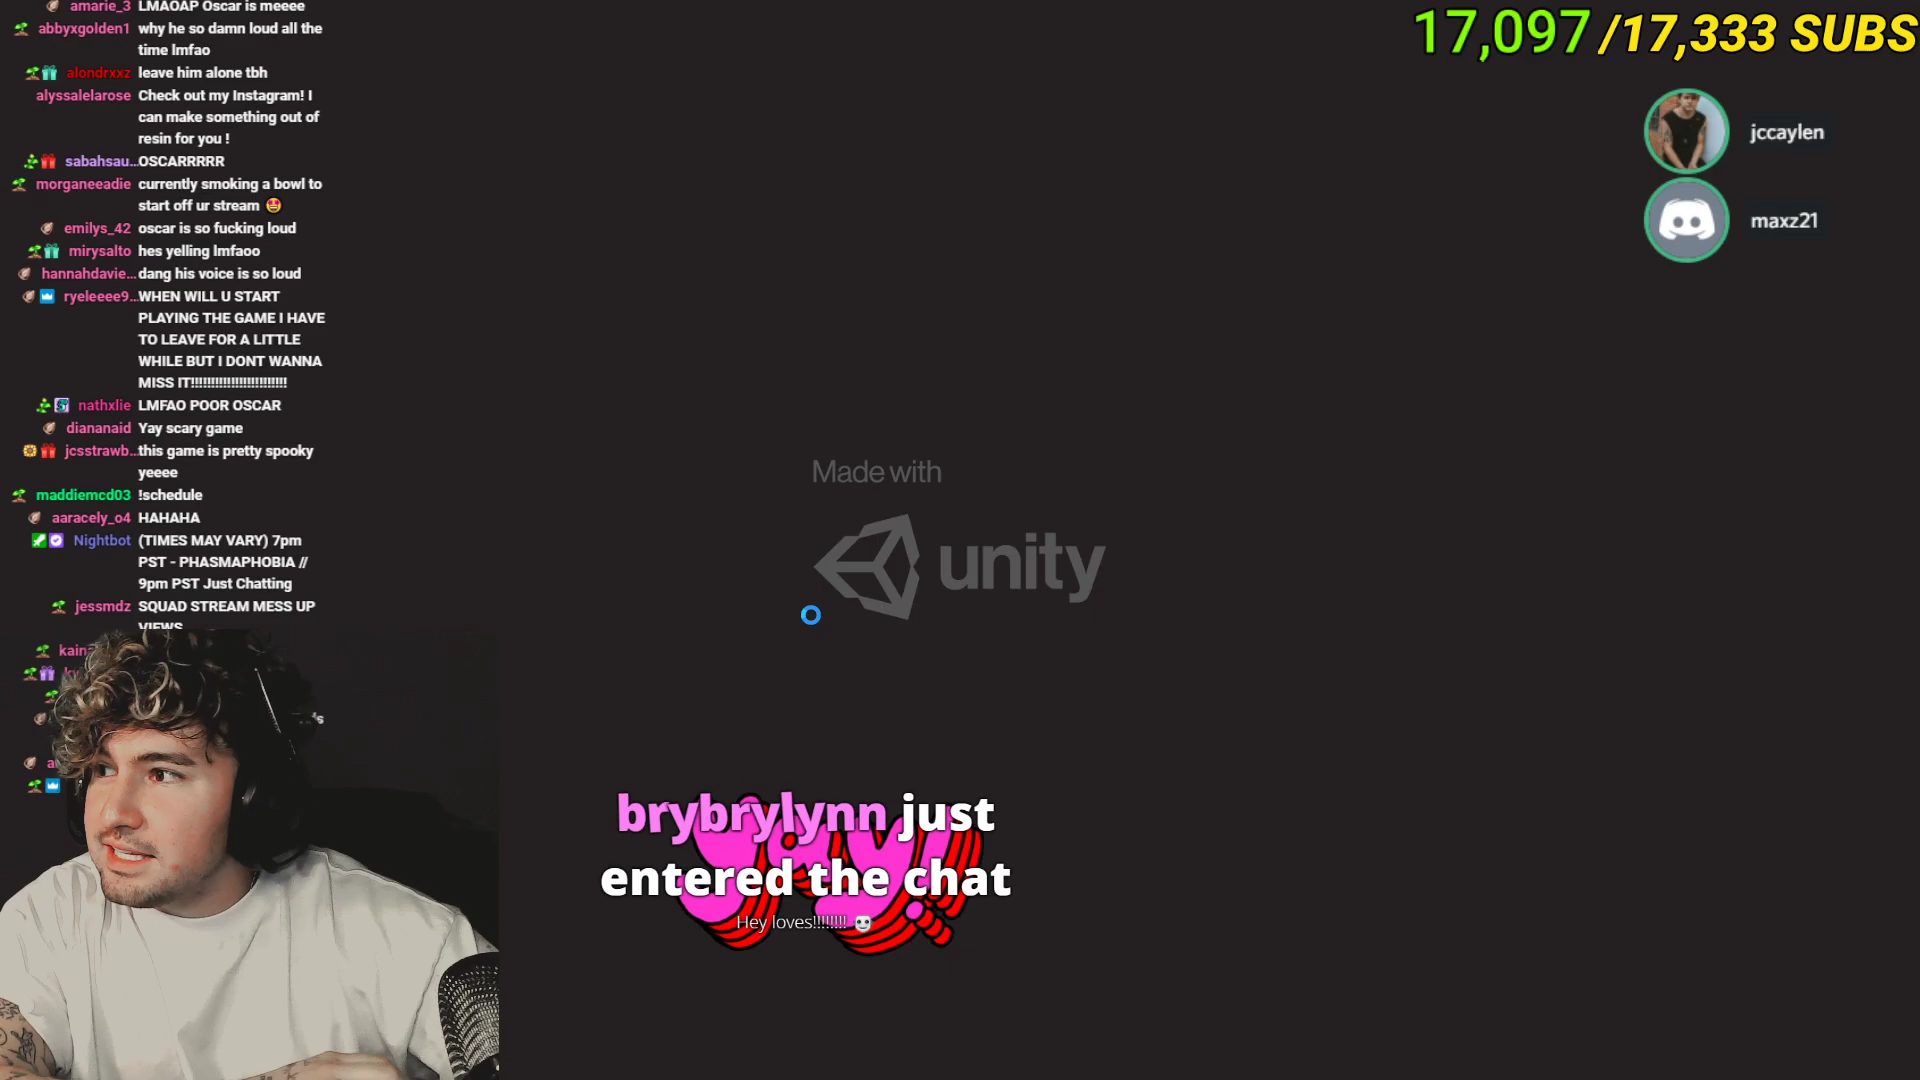 amarie_3 LMAOAP Oscar is meeee
abbyxgolden1 why he so damn loud all the
time lmfao
alondrxxz leave him alone tbh
alyssalelarose Check out my Instagram! I
can make something out of
resin for you !
sabahsau... OSCARRRRR
morganeeadie currently smoking a bowl to
start off ur stream 🤩
emilys_42 oscar is so fucking loud
mirysalto hes yelling lmfaoo
hannahdavie... dang his voice is so loud
ryeleeee9... WHEN WILL U START
PLAYING THE GAME I HAVE
TO LEAVE FOR A LITTLE
WHILE BUT I DONT WANNA
MISS IT!!!!!!!!!!!!!!!!!!!!!!!!
nathxlie LMFAO POOR OSCAR
diananaid Yay scary game
jcsstrawb... this game is pretty spooky
yeeee
maddiemcd03 !schedule
aaracely_o4 HAHAHA
Nightbot (TIMES MAY VARY) 7pm
PST - PHASMAPHOBIA //
9pm PST Just Chatting
jessmdz SQUAD STREAM MESS UP
VIEWS
17,097 /17,333 SUBS
jccaylen
maxz21
Made with
unity
brybrylynn just
entered the chat
Hey loves!!!!!!!!